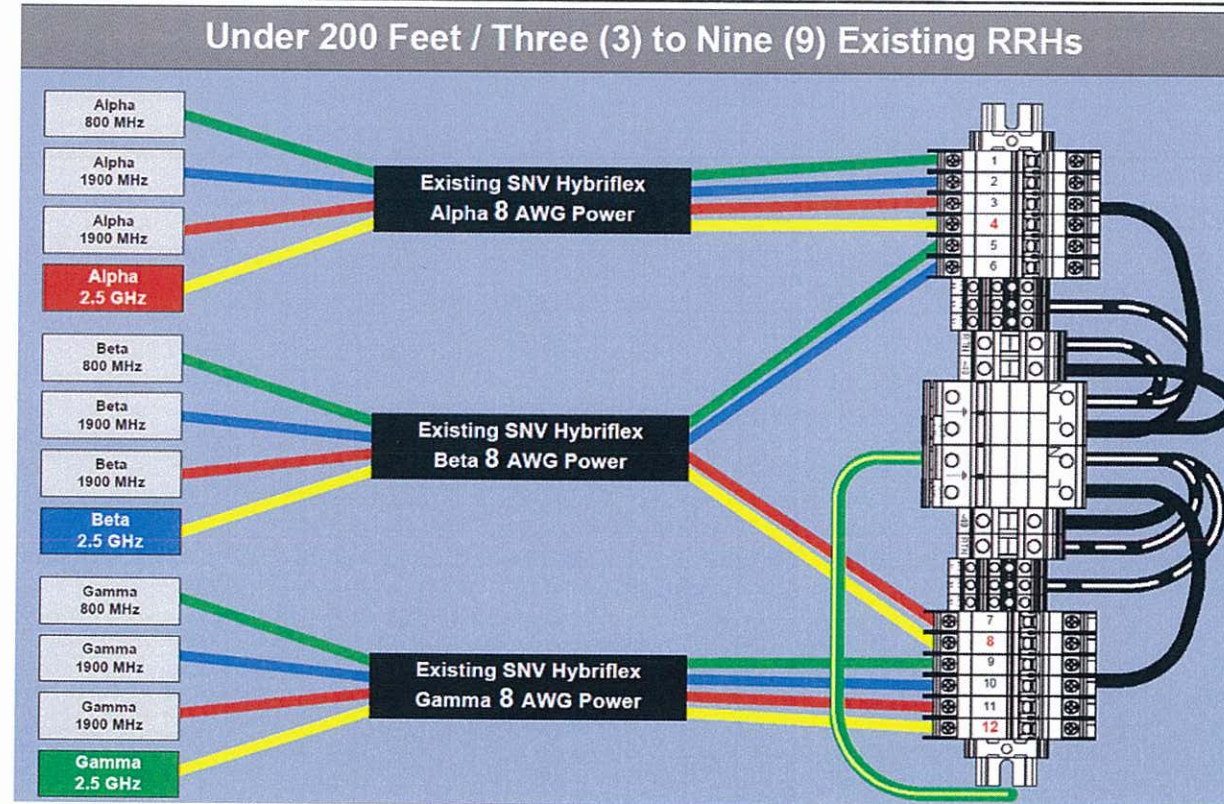 Under 200 Feet / Three (3) to Nine (9) Existing RRHs
Alpha
800 MHz
Alpha
1900 MHz
Alpha
1900 MHz
Alpha
2.5 GHz
Existing SNV Hybriflex
Alpha 8 AWG Power
1
2
3
4
5
6
Beta
800 MHz
Beta
1900 MHz
Beta
1900 MHz
Beta
2.5 GHz
Existing SNV Hybriflex
Beta 8 AWG Power
N
L
N
L
Gamma
800 MHz
Gamma
1900 MHz
Gamma
1900 MHz
Gamma
2.5 GHz
Existing SNV Hybriflex
Gamma 8 AWG Power
7
8
9
10
11
12